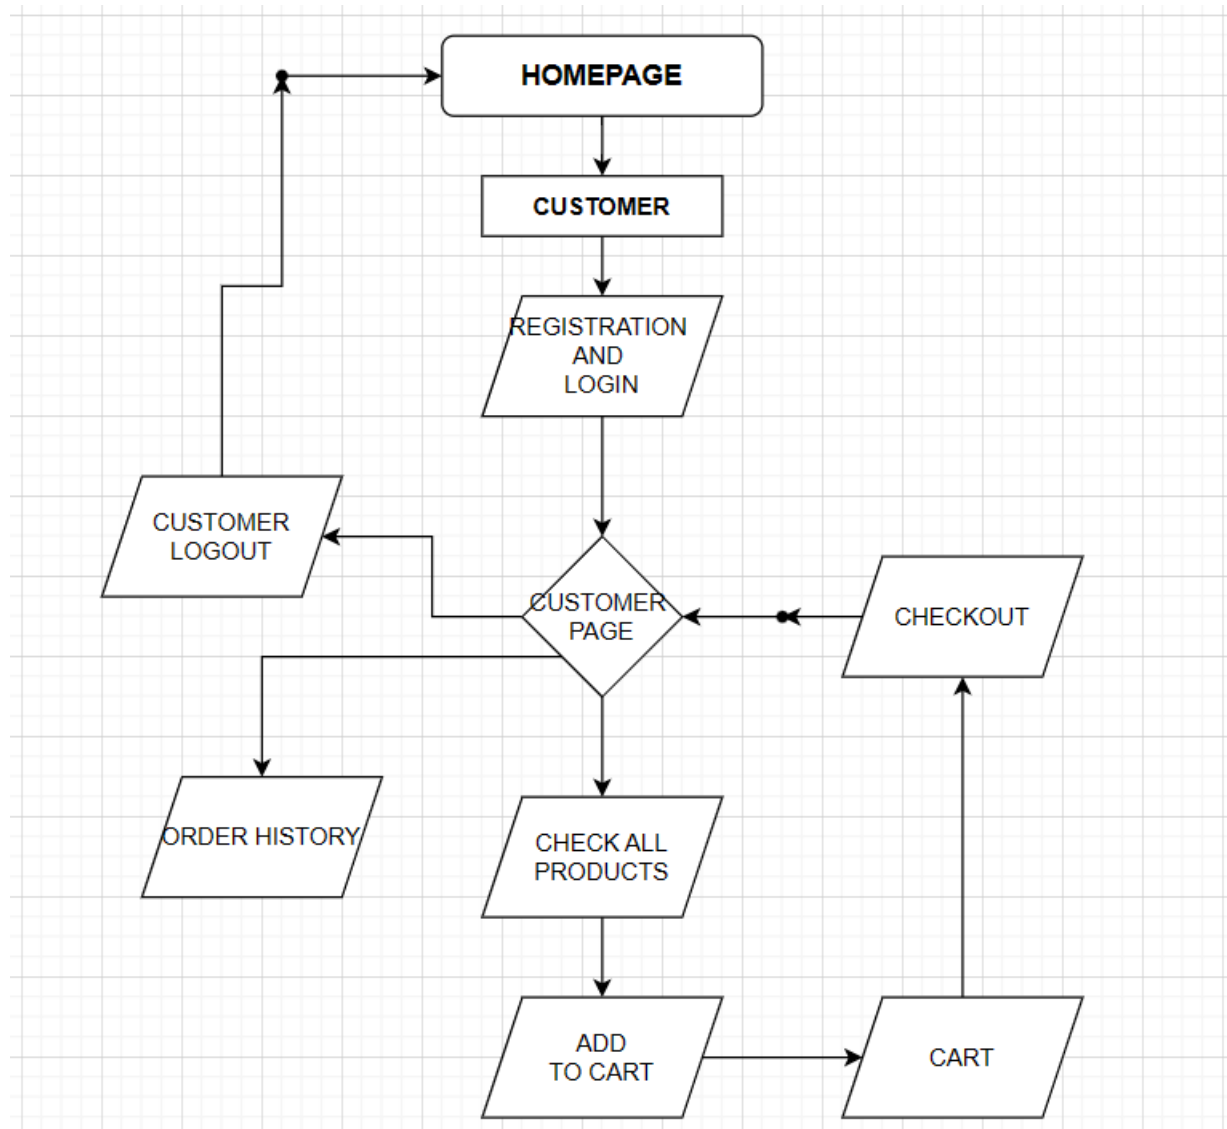 HOMEPAGE
CUSTOMER
REGISTRATION
AND
LOGIN
CUSTOMER
LOGOUT
CUSTOMER
PAGE
CHECKOUT
ORDER HISTORY
CHECK ALL
PRODUCTS
ADD
TO CART
CART